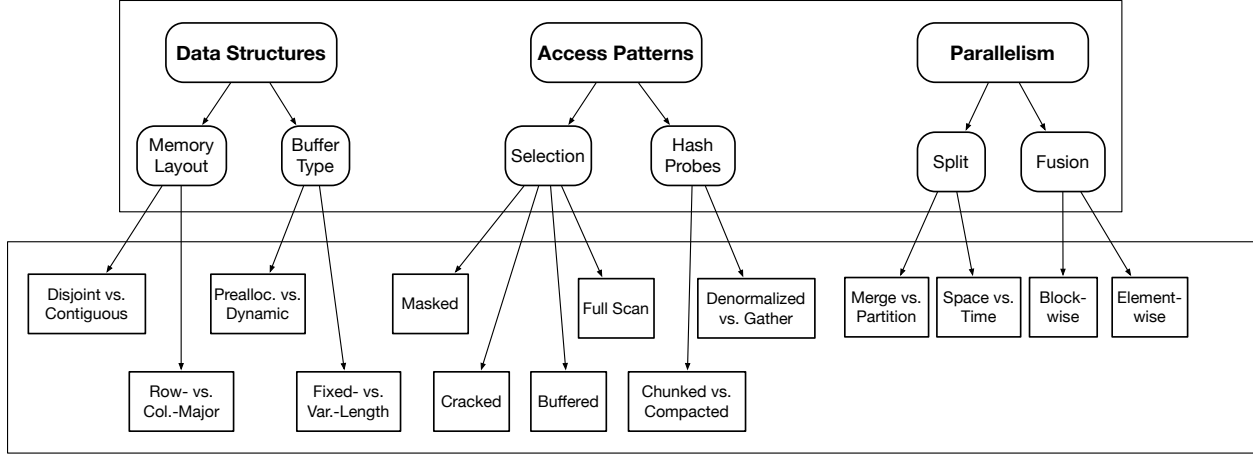 Data Structures
Access Patterns
Parallelism
Memory
Layout
Buffer
Type
Selection
Hash
Probes
Split
Fusion
Disjoint vs.
Contiguous
Prealloc. vs.
Dynamic
Masked
Full Scan
Denormalized
vs. Gather
Merge vs.
Partition
Space vs.
Time
Block-
wise
Element-
wise
Row- vs.
Col.-Major
Fixed- vs.
Var.-Length
Cracked
Buffered
Chunked vs.
Compacted